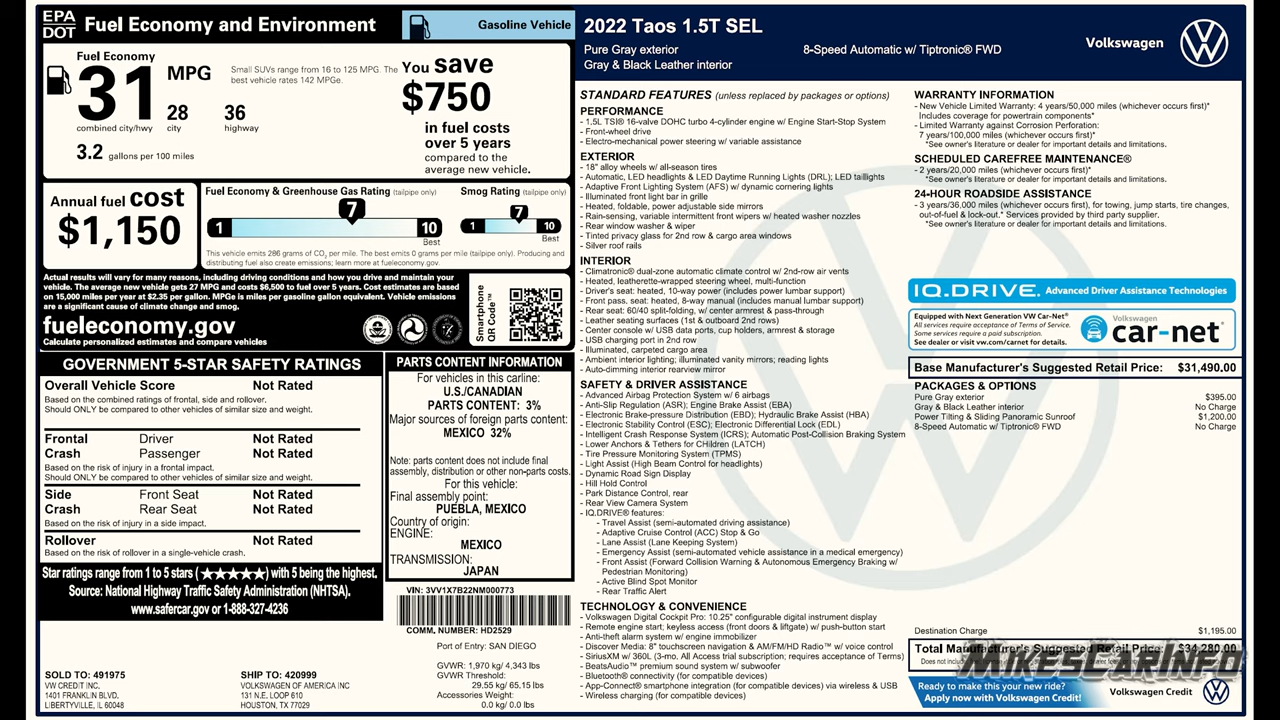 EPA
DOT
Fuel Economy and Environment
Gasoline Vehicle
Fuel Economy
31
MPG
28
city
36
highway
combined city/hwy
3.2 gallons per 100 miles
Small SUVs range from 16 to 125 MPG. The
best vehicle rates 142 MPGe.
You save
$750
in fuel costs
over 5 years
compared to the
average new vehicle.
Annual fuel cost
$1,150
Fuel Economy & Greenhouse Gas Rating (tailpipe only)
7
1
10
Best
Smog Rating (tailpipe only)
7
1
10
Best
This vehicle emits 286 grams of CO2 per mile. The best emits 0 grams per mile (tailpipe only). Producing and
distributing fuel also create emissions; learn more at fueleconomy.gov.
Actual results will vary for many reasons, including driving conditions and how you drive and maintain your
vehicle. The average new vehicle gets 27 MPG and costs $6,500 to fuel over 5 years. Cost estimates are based
on 15,000 miles per year at $2.35 per gallon. MPGe is miles per gasoline gallon equivalent. Vehicle emissions
are a significant cause of climate change and smog.
fueleconomy.gov
Calculate personalized estimates and compare vehicles
Smartphone
QR Code™
GOVERNMENT 5-STAR SAFETY RATINGS
Overall Vehicle Score Not Rated
Based on the combined ratings of frontal, side and rollover.
Should ONLY be compared to other vehicles of similar size and weight.
Frontal Driver Not Rated
Crash Passenger Not Rated
Based on the risk of injury in a frontal impact.
Should ONLY be compared to other vehicles of similar size and weight.
Side Front Seat Not Rated
Crash Rear Seat Not Rated
Based on the risk of injury in a side impact.
Rollover Not Rated
Based on the risk of rollover in a single-vehicle crash.
Star ratings range from 1 to 5 stars (★★★★★) with 5 being the highest.
Source: National Highway Traffic Safety Administration (NHTSA).
www.safercar.gov or 1-888-327-4236
PARTS CONTENT INFORMATION
For vehicles in this carline:
U.S./CANADIAN
PARTS CONTENT: 3%
Major sources of foreign parts content:
MEXICO 32%
Note: parts content does not include final
assembly, distribution or other non-parts costs.
For this vehicle:
Final assembly point:
PUEBLA, MEXICO
Country of origin:
ENGINE:
MEXICO
TRANSMISSION:
JAPAN
VIN: 3VV1X7B22NM000773
COMM. NUMBER: HD2529
Port of Entry: SAN DIEGO
GVWR: 1,970 kg/ 4,343 lbs
GVWR Threshold:
29.55 kg/ 65.15 lbs
Accessories Weight:
0.0 kg/ 0.0 lbs
SOLD TO: 491975
VW CREDIT INC.
1401 FRANKLIN BLVD,
LIBERTYVILLE, IL 60048
SHIP TO: 420999
VOLKSWAGEN OF AMERICA INC
131 N.E. LOOP 610
HOUSTON, TX 77029
2022 Taos 1.5T SEL
Pure Gray exterior
Gray & Black Leather interior
8-Speed Automatic w/ Tiptronic® FWD
Volkswagen
STANDARD FEATURES (unless replaced by packages or options)
PERFORMANCE
- 1.5L TSI® 16-valve DOHC turbo 4-cylinder engine w/ Engine Start-Stop System
- Front-wheel drive
- Electro-mechanical power steering w/ variable assistance
EXTERIOR
- 18" alloy wheels w/ all-season tires
- Automatic, LED headlights & LED Daytime Running Lights (DRL); LED taillights
- Adaptive Front Lighting System (AFS) w/ dynamic cornering lights
- Illuminated front light bar in grille
- Heated, foldable, power adjustable side mirrors
- Rain-sensing, variable intermittent front wipers w/ heated washer nozzles
- Rear window washer & wiper
- Tinted privacy glass for 2nd row & cargo area windows
- Silver roof rails
INTERIOR
- Climatronic® dual-zone automatic climate control w/ 2nd-row air vents
- Heated, leatherette-wrapped steering wheel, multi-function
- Driver's seat: heated, 10-way power (includes power lumbar support)
- Front pass. seat: heated, 8-way manual (includes manual lumbar support)
- Rear seat: 60/40 split-folding, w/ center armrest & pass-through
- Leather seating surfaces (1st & outboard 2nd rows)
- Center console w/ USB data ports, cup holders, armrest & storage
- USB charging port in 2nd row
- Illuminated, carpeted cargo area
- Ambient interior lighting; illuminated vanity mirrors; reading lights
- Auto-dimming interior rearview mirror
SAFETY & DRIVER ASSISTANCE
- Advanced Airbag Protection System w/ 6 airbags
- Anti-Slip Regulation (ASR); Engine Brake Assist (EBA)
- Electronic Brake-pressure Distribution (EBD); Hydraulic Brake Assist (HBA)
- Electronic Stability Control (ESC); Electronic Differential Lock (EDL)
- Intelligent Crash Response System (ICRS); Automatic Post-Collision Braking System
- Lower Anchors & Tethers for CHildren (LATCH)
- Tire Pressure Monitoring System (TPMS)
- Light Assist (High Beam Control for headlights)
- Dynamic Road Sign Display
- Hill Hold Control
- Park Distance Control, rear
- Rear View Camera System
- IQ.DRIVE® features:
- Travel Assist (semi-automated driving assistance)
- Adaptive Cruise Control (ACC) Stop & Go
- Lane Assist (Lane Keeping System)
- Emergency Assist (semi-automated vehicle assistance in a medical emergency)
- Front Assist (Forward Collision Warning & Autonomous Emergency Braking w/
Pedestrian Monitoring)
- Active Blind Spot Monitor
- Rear Traffic Alert
TECHNOLOGY & CONVENIENCE
- Volkswagen Digital Cockpit Pro: 10.25" configurable digital instrument display
- Remote engine start; keyless access (front doors & liftgate) w/ push-button start
- Anti-theft alarm system w/ engine immobilizer
- Discover Media: 8" touchscreen navigation & AM/FM/HD Radio™ w/ voice control
- SiriusXM w/ 360L (3-mo. All Access trial subscription; requires acceptance of Terms)
- BeatsAudio™ premium sound system w/ subwoofer
- Bluetooth® connectivity (for compatible devices)
- App-Connect® smartphone integration (for compatible devices) via wireless & USB
- Wireless charging (for compatible devices)
WARRANTY INFORMATION
- New Vehicle Limited Warranty: 4 years/50,000 miles (whichever occurs first)*
Includes coverage for powertrain components*
- Limited Warranty against Corrosion Perforation:
7 years/100,000 miles (whichever occurs first)*
*See owner's literature or dealer for important details and limitations.
SCHEDULED CAREFREE MAINTENANCE®
- 2 years/20,000 miles (whichever occurs first)*
*See owner's literature or dealer for important details and limitations.
24-HOUR ROADSIDE ASSISTANCE
- 3 years/36,000 miles (whichever occurs first), for towing, jump starts, tire changes,
out-of-fuel & lock-out.* Services provided by third party supplier.
*See owner's literature or dealer for important details and limitations.
IQ.DRIVE. Advanced Driver Assistance Technologies
Equipped with Next Generation VW Car-Net®
All services require acceptance of Terms of Service.
Some services require a paid subscription.
See dealer or visit vw.com/carnet for details.
Volkswagen
car-net®
Base Manufacturer's Suggested Retail Price: $31,490.00
PACKAGES & OPTIONS
Pure Gray exterior $395.00
Gray & Black Leather interior No Charge
Power Tilting & Sliding Panoramic Sunroof $1,200.00
8-Speed Automatic w/ Tiptronic® FWD No Charge
Destination Charge $1,195.00
Total Manufacturer's Suggested Retail Price: $34,280.00
Does not include
MikesCarInfo
Ready to make this your new ride?
Apply now with Volkswagen Credit!
Volkswagen Credit